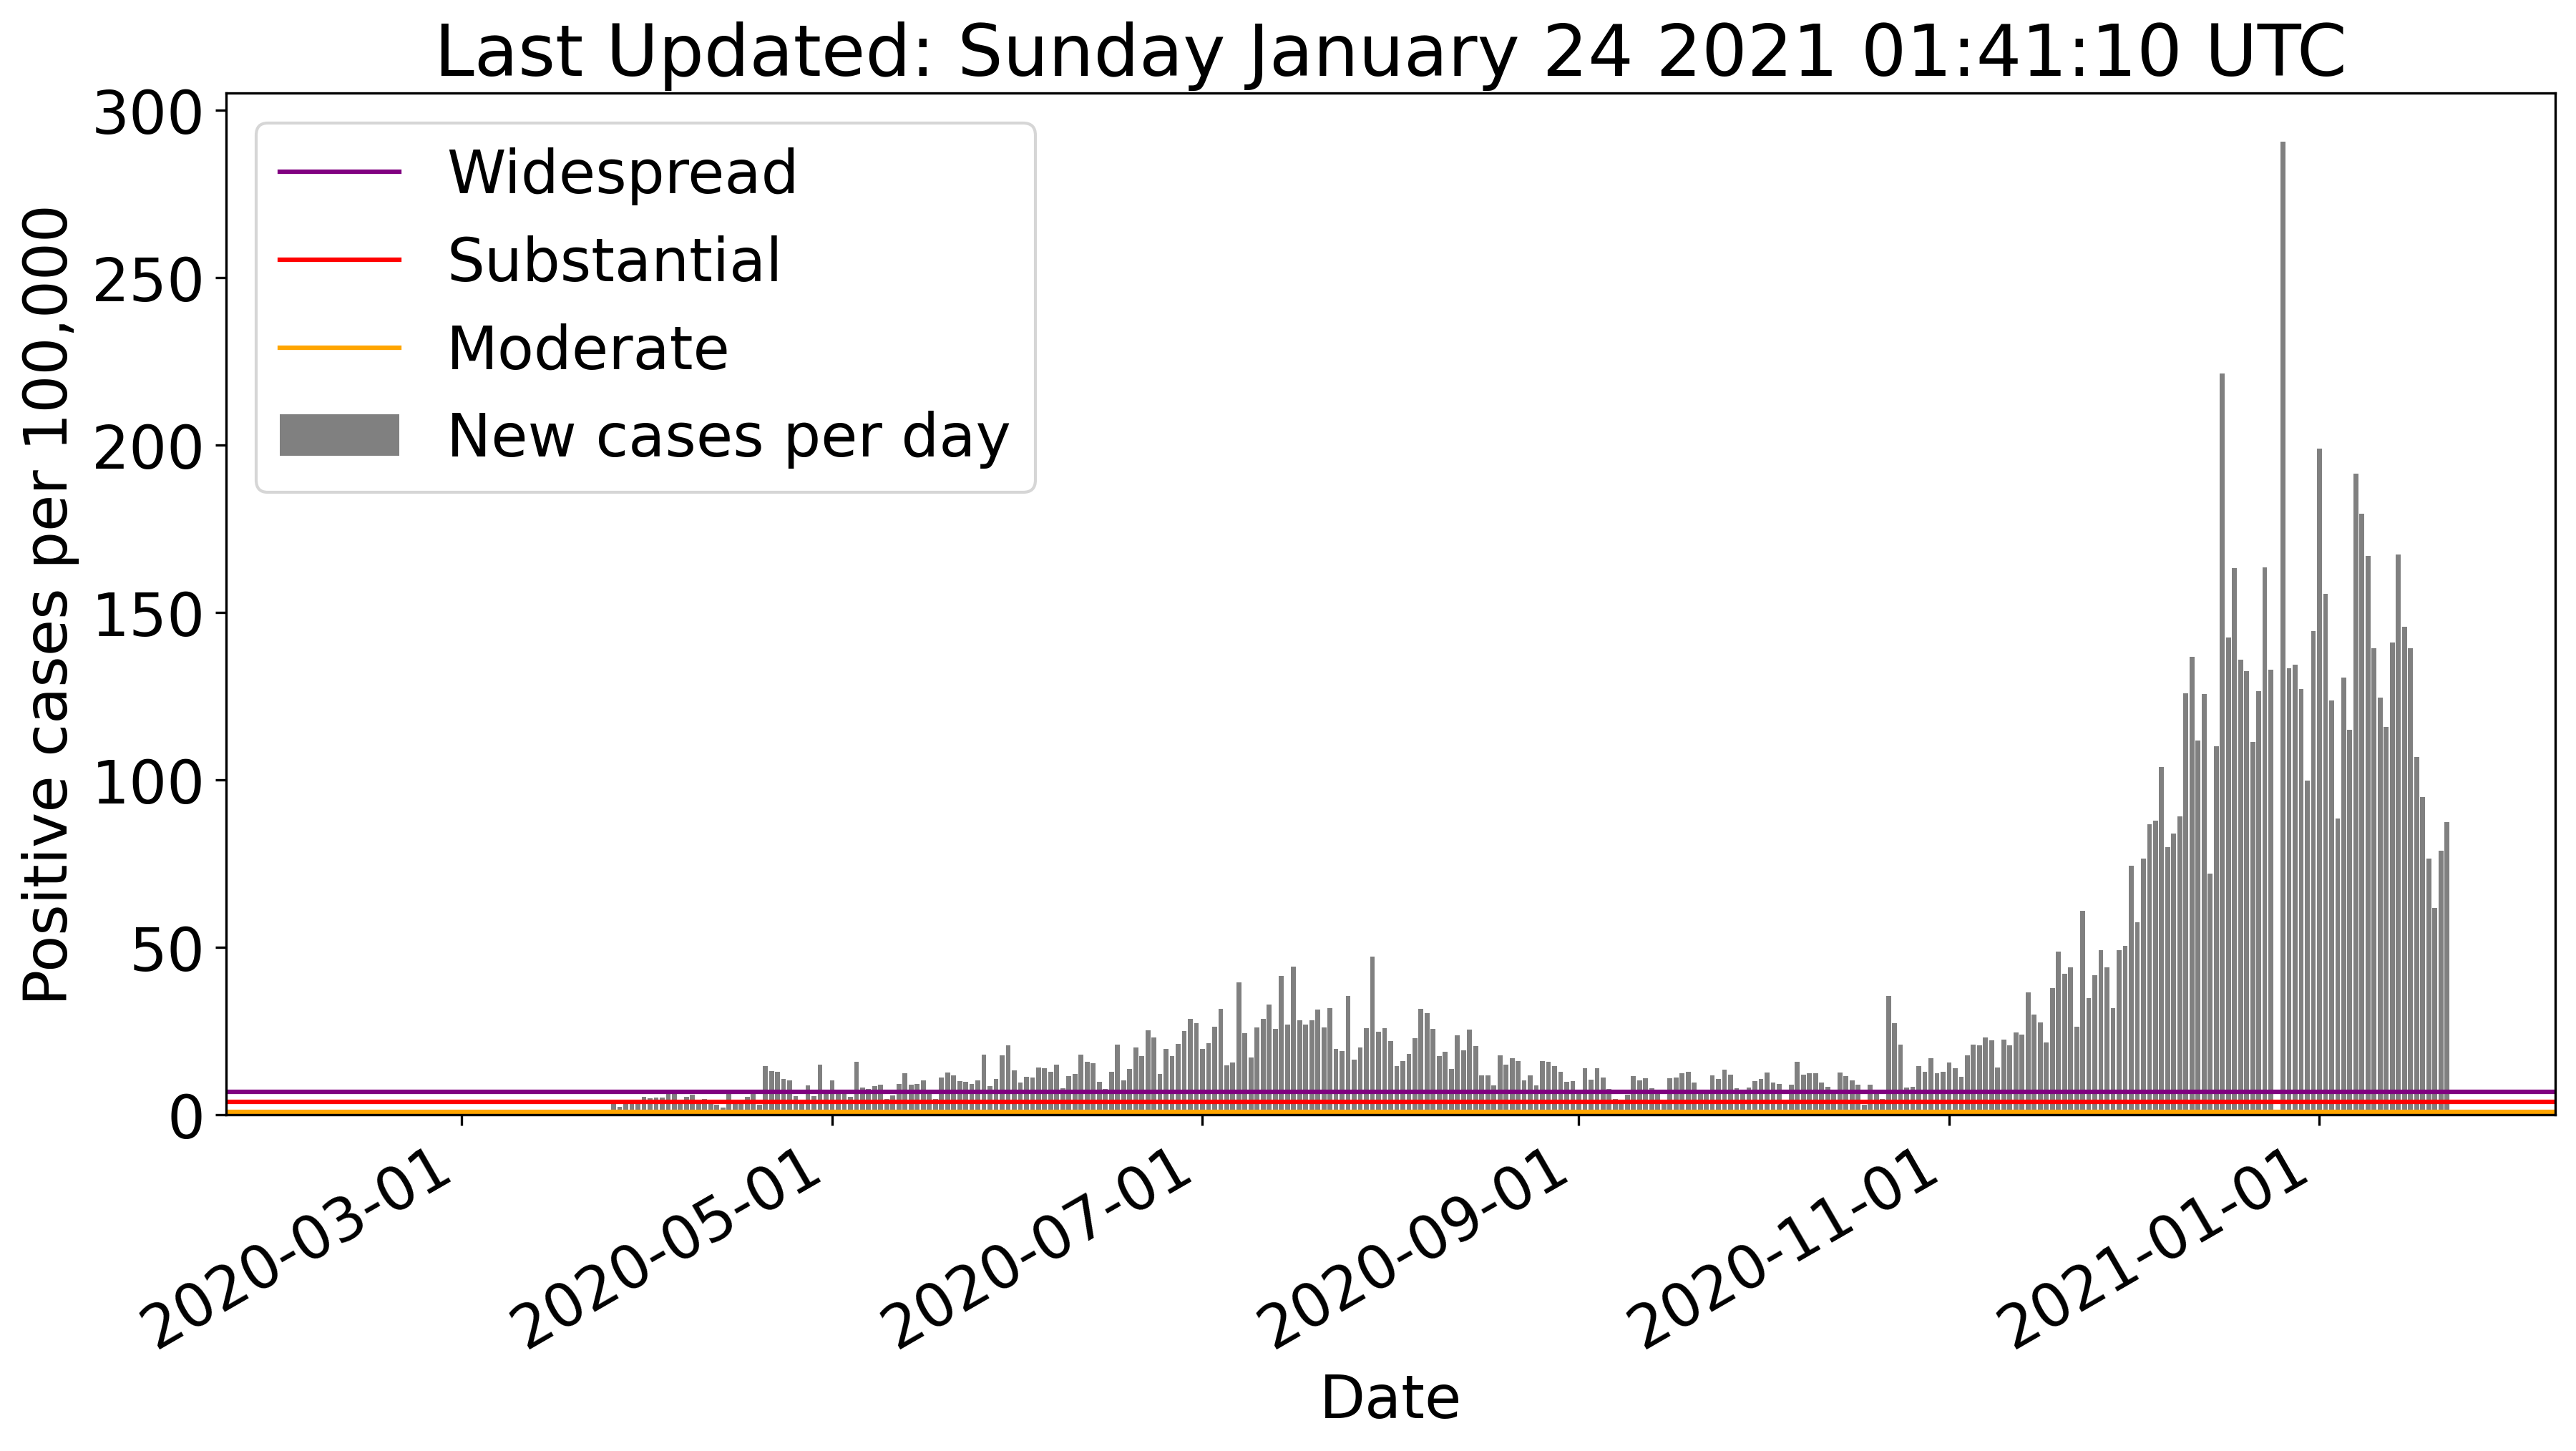 Last Updated: Sunday January 24 2021 01:41:10 UTC
Positive cases per 100,000
300
250
200
150
100
50
0
Widespread
Substantial
Moderate
New cases per day
2020-03-01
2020-05-01
2020-07-01
2020-09-01
2020-11-01
2021-01-01
Date